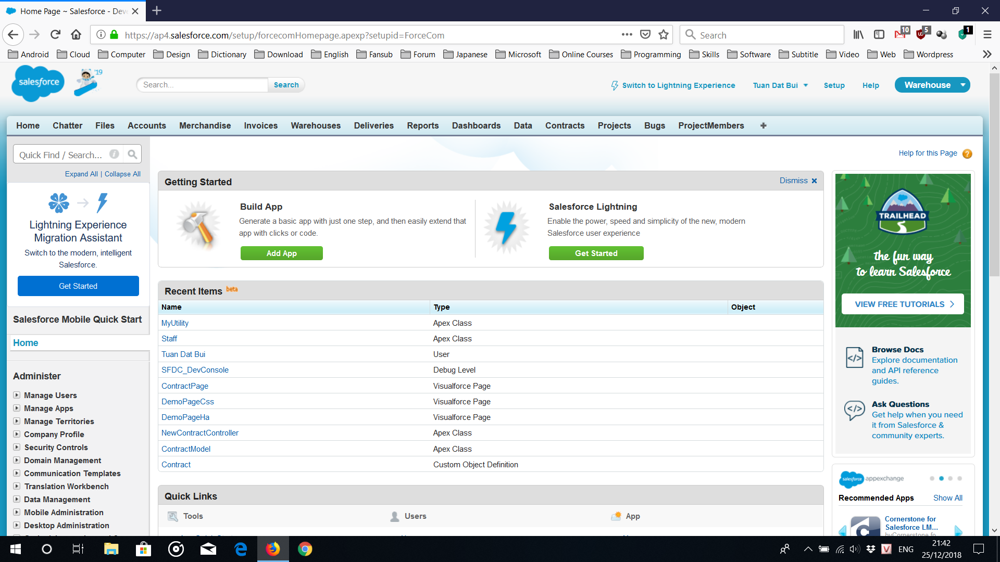 Home Page ~ Salesforce - Deve
https://ap4.salesforce.com/setup/forcecomHomepage.apexp?setupid=ForceCom
Search
10
5
1
Android
Cloud
Computer
Design
Dictionary
Download
English
Fansub
Forum
Japanese
Microsoft
Online Courses
Programming
Skills
Software
Subtitle
Video
Web
Wordpress
salesforce
'19
Search...
Search
Switch to Lightning Experience
Tuan Dat Bui
Setup
Help
Warehouse
Home
Chatter
Files
Accounts
Merchandise
Invoices
Warehouses
Deliveries
Reports
Dashboards
Data
Contracts
Projects
Bugs
ProjectMembers
Quick Find / Search...
Expand All | Collapse All
Lightning Experience
Migration Assistant
Switch to the modern, intelligent
Salesforce.
Get Started
Salesforce Mobile Quick Start
Home
Administer
Manage Users
Manage Apps
Manage Territories
Company Profile
Security Controls
Domain Management
Communication Templates
Translation Workbench
Data Management
Mobile Administration
Desktop Administration
Help for this Page
Getting Started
Dismiss
Build App
Generate a basic app with just one step, and then easily extend that
app with clicks or code.
Add App
Salesforce Lightning
Enable the power, speed and simplicity of the new, modern
Salesforce user experience
Get Started
Recent Items beta
Name Type Object
MyUtility Apex Class
Staff Apex Class
Tuan Dat Bui User
SFDC_DevConsole Debug Level
ContractPage Visualforce Page
DemoPageCss Visualforce Page
DemoPageHa Visualforce Page
NewContractController Apex Class
ContractModel Apex Class
Contract Custom Object Definition
Quick Links
Tools
Users
App
TRAILHEAD
the fun way
to learn Salesforce
VIEW FREE TUTORIALS
Browse Docs
Explore documentation
and API reference
guides.
Ask Questions
Get help when you need
it from Salesforce &
community experts.
salesforce appexchange
Recommended Apps
Show All
Cornerstone for
Salesforce LM...
byCornerstone fo
ENG
21:42
25/12/2018